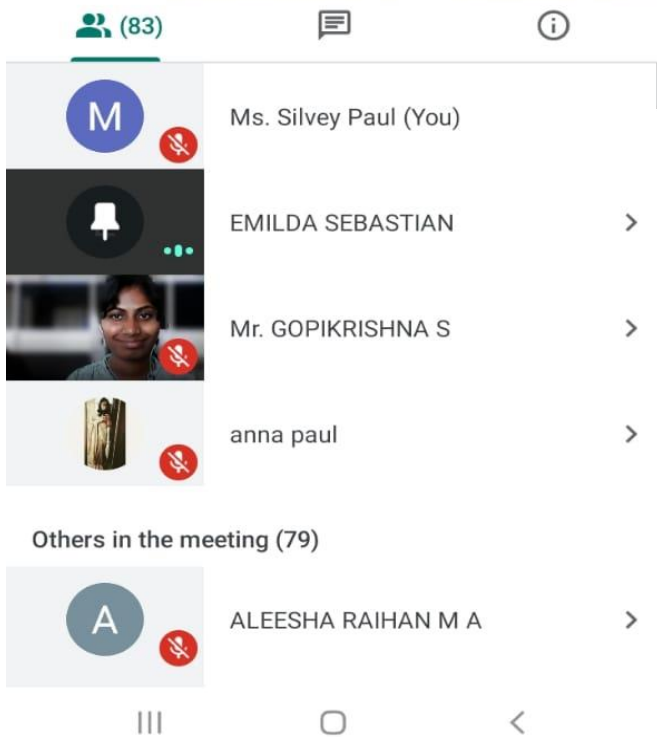 (83)
M
Ms. Silvey Paul (You)
EMILDA SEBASTIAN
Mr. GOPIKRISHNA S
anna paul
Others in the meeting (79)
A
ALEESHA RAIHAN M A